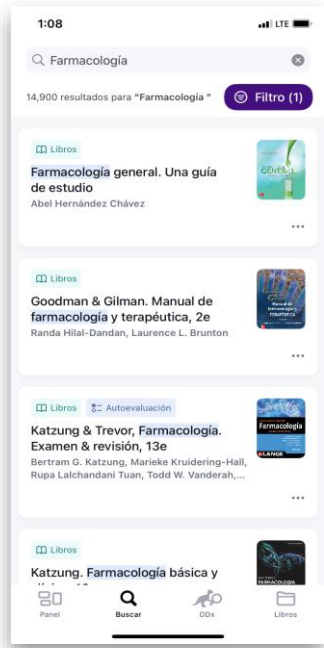 1:08
LTE
Farmacología
14,900 resultados para "Farmacología "
Filtro (1)
Libros
Farmacología general. Una guía
de estudio
Abel Hernández Chávez
Libros
Goodman & Gilman. Manual de
farmacología y terapéutica, 2e
Randa Hilal-Dandan, Laurence L. Brunton
Libros
Autoevaluación
Katzung & Trevor, Farmacología.
Examen & revisión, 13e
Bertram G. Katzung, Marieke Kruidering-Hall,
Rupa Lalchandani Tuan, Todd W. Vanderah,...
Farmacología
LANGE
Libros
Katzung. Farmacología básica y
Panel
Buscar
DDx
Libros